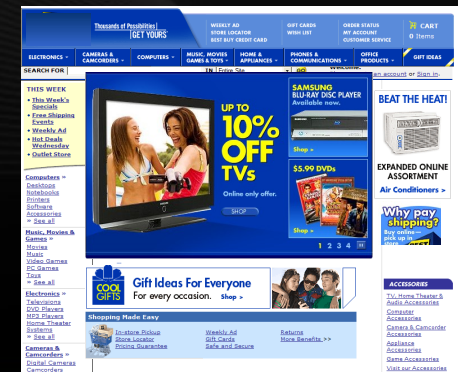 Thousands of Possibilities
GET YOURS
WEEKLY AD
STORE LOCATOR
BEST BUY CREDIT CARD
GIFT CARDS
WISH LIST
ORDER STATUS
MY ACCOUNT
CUSTOMER SERVICE
CART
0 Items
ELECTRONICS
CAMERAS &
CAMCORDERS
COMPUTERS
MUSIC, MOVIES
GAMES & TOYS
HOME &
APPLIANCES
PHONES &
COMMUNICATIONS
OFFICE
PRODUCTS
GIFT IDEAS
SEARCH FOR
IN Entire Site
GO
Welcome.
an account or Sign in.
THIS WEEK
This Week's
Specials
Free Shipping
Events
Weekly Ad
Hot Deals
Wednesday
Outlet Store
Computers »
Desktops
Notebooks
Printers
Software
Accessories
» See all
Music, Movies &
Games »
Movies
Music
Video Games
PC Games
Toys
» See all
Electronics »
Televisions
DVD Players
MP3 Players
Home Theater
Systems
» See all
Cameras &
Camcorders »
Digital Cameras
Camcorders
UP TO
10%
OFF
TVs
Online only offer.
SHOP
SAMSUNG
BLU-RAY DISC PLAYER
Available now.
Shop ▸
$5.99 DVDs
Shop ▸
1 2 3 4
COOL
GIFTS
Gift Ideas For Everyone
For every occasion. Shop ▸
Shopping Made Easy
In-store Pickup
Store Locator
Pricing Guarantee
Weekly Ad
Gift Cards
Safe and Secure
Returns
More Benefits >>
BEAT THE HEAT!
EXPANDED ONLINE
ASSORTMENT
Air Conditioners >
Why pay
shipping?
Buy online—
pick up in
ACCESSORIES
TV, Home Theater &
Audio Accessories
Computer
Accessories
Camera & Camcorder
Accessories
Appliance
Accessories
Game Accessories
Visit our Accessories